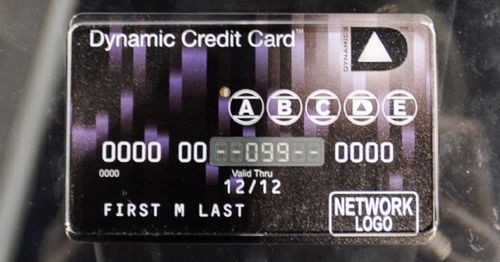 Dynamic Credit Card™
DYNAMICS
A B C D E
0000 00 --099-- 0000
0000
Valid Thru
12/12
FIRST M LAST
NETWORK
LOGO